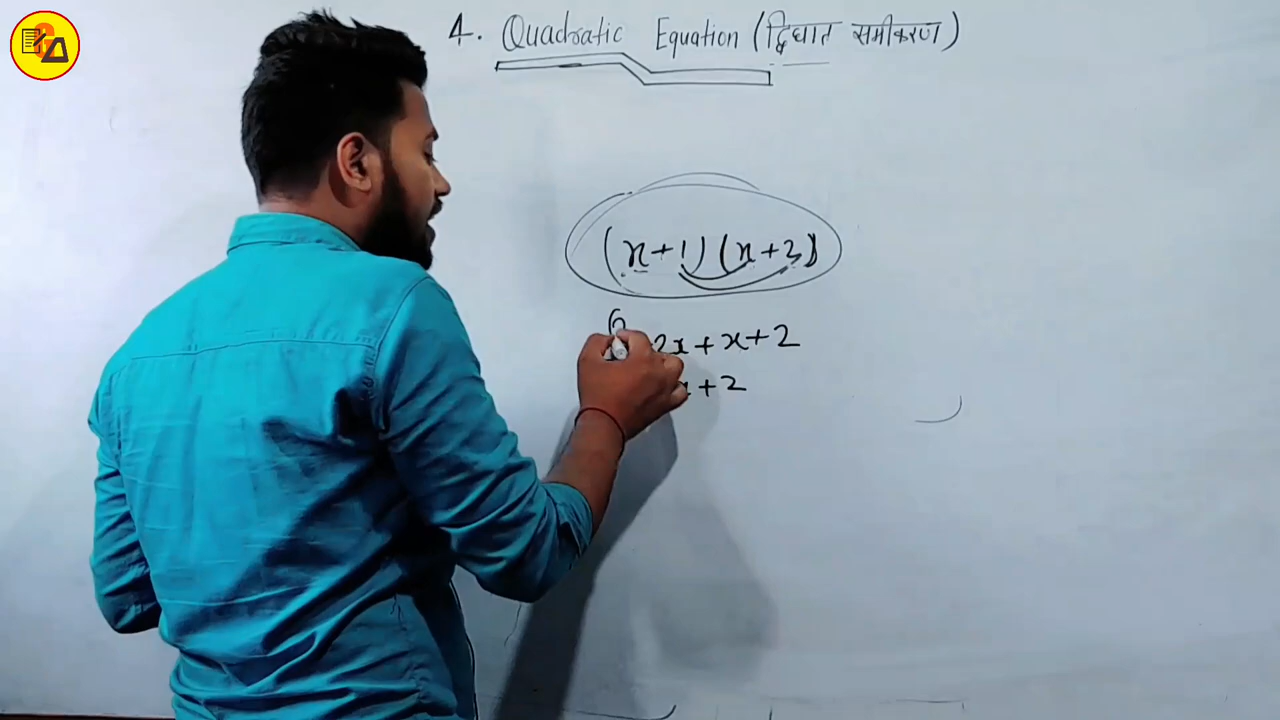 4. Quadratic Equation (द्विघात समीकरण)
(x+1)(x+2)
2x+x+2
x+2